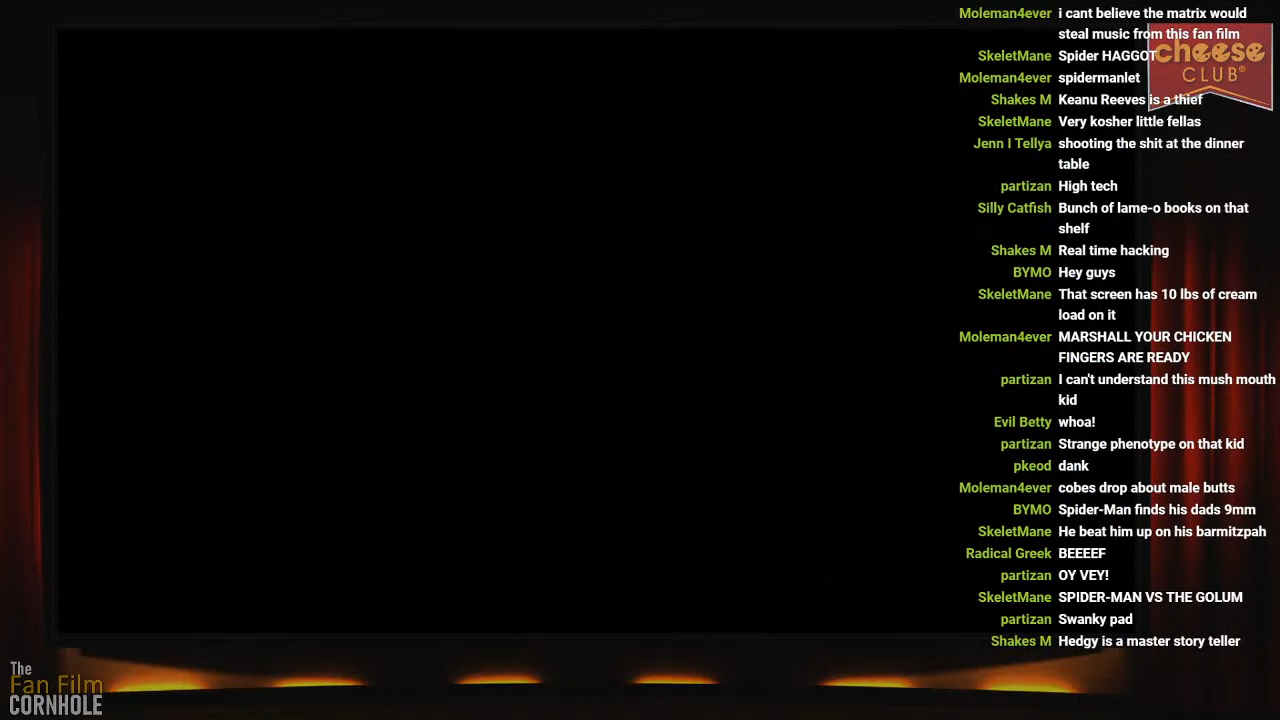 Moleman4ever i cant believe the matrix would
steal music from this fan film
SkeletMane Spider HAGGOT
cheese
CLUB®
Moleman4ever spidermanlet
Shakes M Keanu Reeves is a thief
SkeletMane Very kosher little fellas
Jenn I Tellya shooting the shit at the dinner
table
partizan High tech
Silly Catfish Bunch of lame-o books on that
shelf
Shakes M Real time hacking
BYMO Hey guys
SkeletMane That screen has 10 lbs of cream
load on it
Moleman4ever MARSHALL YOUR CHICKEN
FINGERS ARE READY
partizan I can't understand this mush mouth
kid
Evil Betty whoa!
partizan Strange phenotype on that kid
pkeod dank
Moleman4ever cobes drop about male butts
BYMO Spider-Man finds his dads 9mm
SkeletMane He beat him up on his barmitzpah
Radical Greek BEEEEF
partizan OY VEY!
SkeletMane SPIDER-MAN VS THE GOLUM
partizan Swanky pad
Shakes M Hedgy is a master story teller
The
Fan Film
CORNHOLE